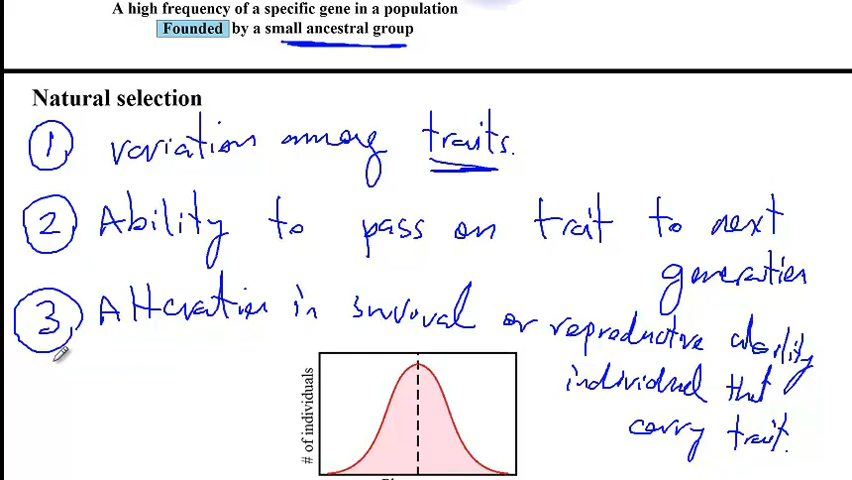 A high frequency of a specific gene in a population
Founded by a small ancestral group
Natural selection
1 variation among traits.
2 Ability to pass on trait to next
generation
3 Alteration in survival or reproductive ability
individual that
carry trait.
# of individuals